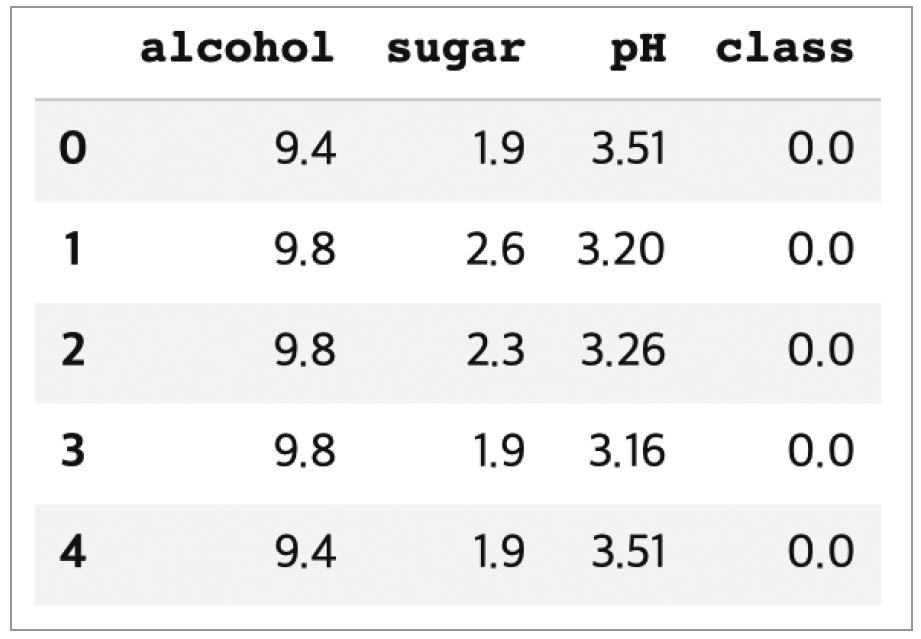 alcohol sugar pH class
0 9.4 1.9 3.51 0.0
1 9.8 2.6 3.20 0.0
2 9.8 2.3 3.26 0.0
3 9.8 1.9 3.16 0.0
4 9.4 1.9 3.51 0.0